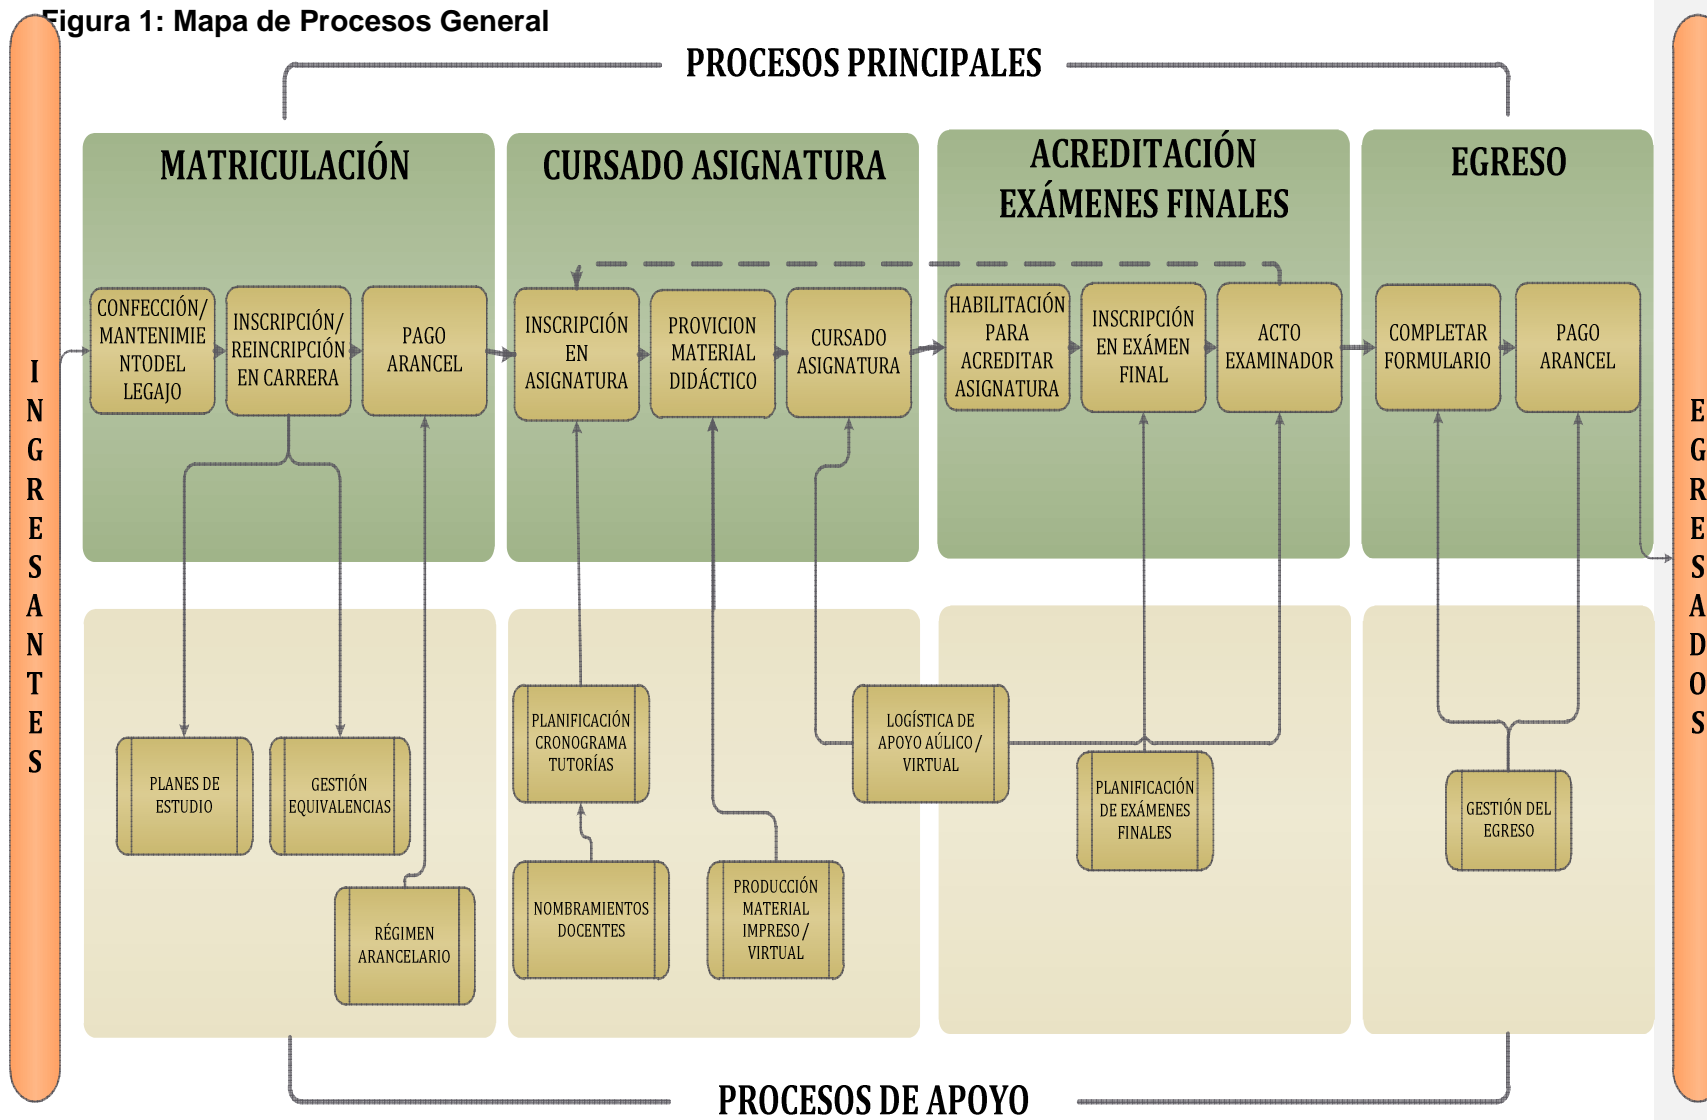 Figura 1: Mapa de Procesos General
PROCESOS PRINCIPALES
I
N
G
R
E
S
A
N
T
E
S
MATRICULACIÓN
CONFECCIÓN/
MANTENIMIE
NTODEL
LEGAJO
INSCRIPCIÓN/
REINCRIPCIÓN
EN CARRERA
PAGO
ARANCEL
CURSADO ASIGNATURA
INSCRIPCIÓN
EN
ASIGNATURA
PROVICION
MATERIAL
DIDÁCTICO
CURSADO
ASIGNATURA
ACREDITACIÓN
EXÁMENES FINALES
HABILITACIÓN
PARA
ACREDITAR
ASIGNATURA
INSCRIPCIÓN
EN EXÁMEN
FINAL
ACTO
EXAMINADOR
EGRESO
COMPLETAR
FORMULARIO
PAGO
ARANCEL
PLANES DE
ESTUDIO
GESTIÓN
EQUIVALENCIAS
RÉGIMEN
ARANCELARIO
PLANIFICACIÓN
CRONOGRAMA
TUTORÍAS
NOMBRAMIENTOS
DOCENTES
PRODUCCIÓN
MATERIAL
IMPRESO/
VIRTUAL
LOGÍSTICA DE
APOYO AÚLICO/
VIRTUAL
PLANIFICACIÓN
DE EXÁMENES
FINALES
GESTIÓN DEL
EGRESO
E
G
R
E
S
A
D
O
S
PROCESOS DE APOYO